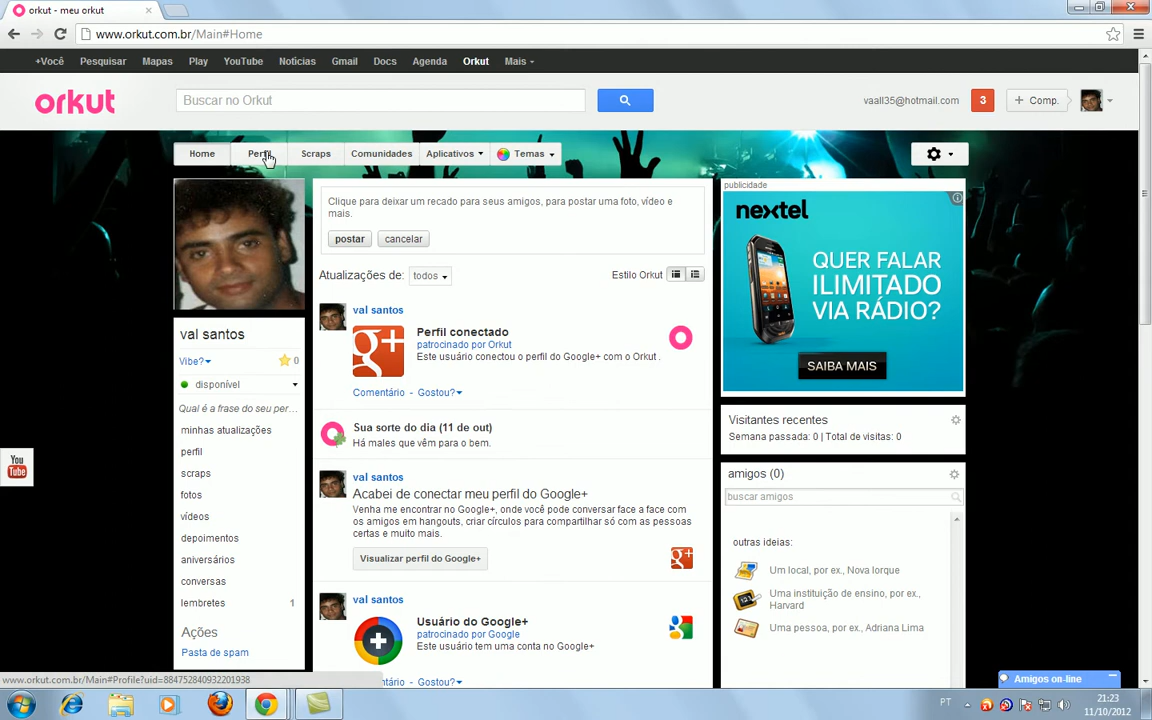 orkut - meu orkut
www.orkut.com.br/Main#Home
+Você Pesquisar Mapas Play YouTube Notícias Gmail Docs Agenda Orkut Mais
orkut
Buscar no Orkut
vaall35@hotmail.com
3
+ Comp.
Home Perfil Scraps Comunidades Aplicativos Temas
Clique para deixar um recado para seus amigos, para postar uma foto, vídeo e
mais.
postar cancelar
Atualizações de: todos
Estilo Orkut
val santos
Perfil conectado
patrocinado por Orkut
Este usuário conectou o perfil do Google+ com o Orkut .
g+
Comentário - Gostou?
Sua sorte do dia (11 de out)
Há males que vêm para o bem.
val santos
Acabei de conectar meu perfil do Google+
Venha me encontrar no Google+, onde você pode conversar face a face com
os amigos em hangouts, criar círculos para compartilhar só com as pessoas
certas e muito mais.
Visualizar perfil do Google+
g+
val santos
Usuário do Google+
patrocinado por Google
Este usuário tem uma conta no Google+
g
entário - Gostou?
val santos
Vibe? 0
disponível
Qual é a frase do seu per...
minhas atualizações
perfil
scraps
fotos
vídeos
depoimentos
aniversários
conversas
lembretes 1
Ações
Pasta de spam
You
Tube
publicidade
nextel
QUER FALAR
ILIMITADO
VIA RÁDIO?
SAIBA MAIS
Visitantes recentes
Semana passada: 0 | Total de visitas: 0
amigos (0)
buscar amigos
outras ideias:
Um local, por ex., Nova Iorque
Uma instituição de ensino, por ex.,
Harvard
Uma pessoa, por ex., Adriana Lima
Amigos on-line
www.orkut.com.br/Main#Profile?uid=884752840932201938
PT
21:23
11/10/2012